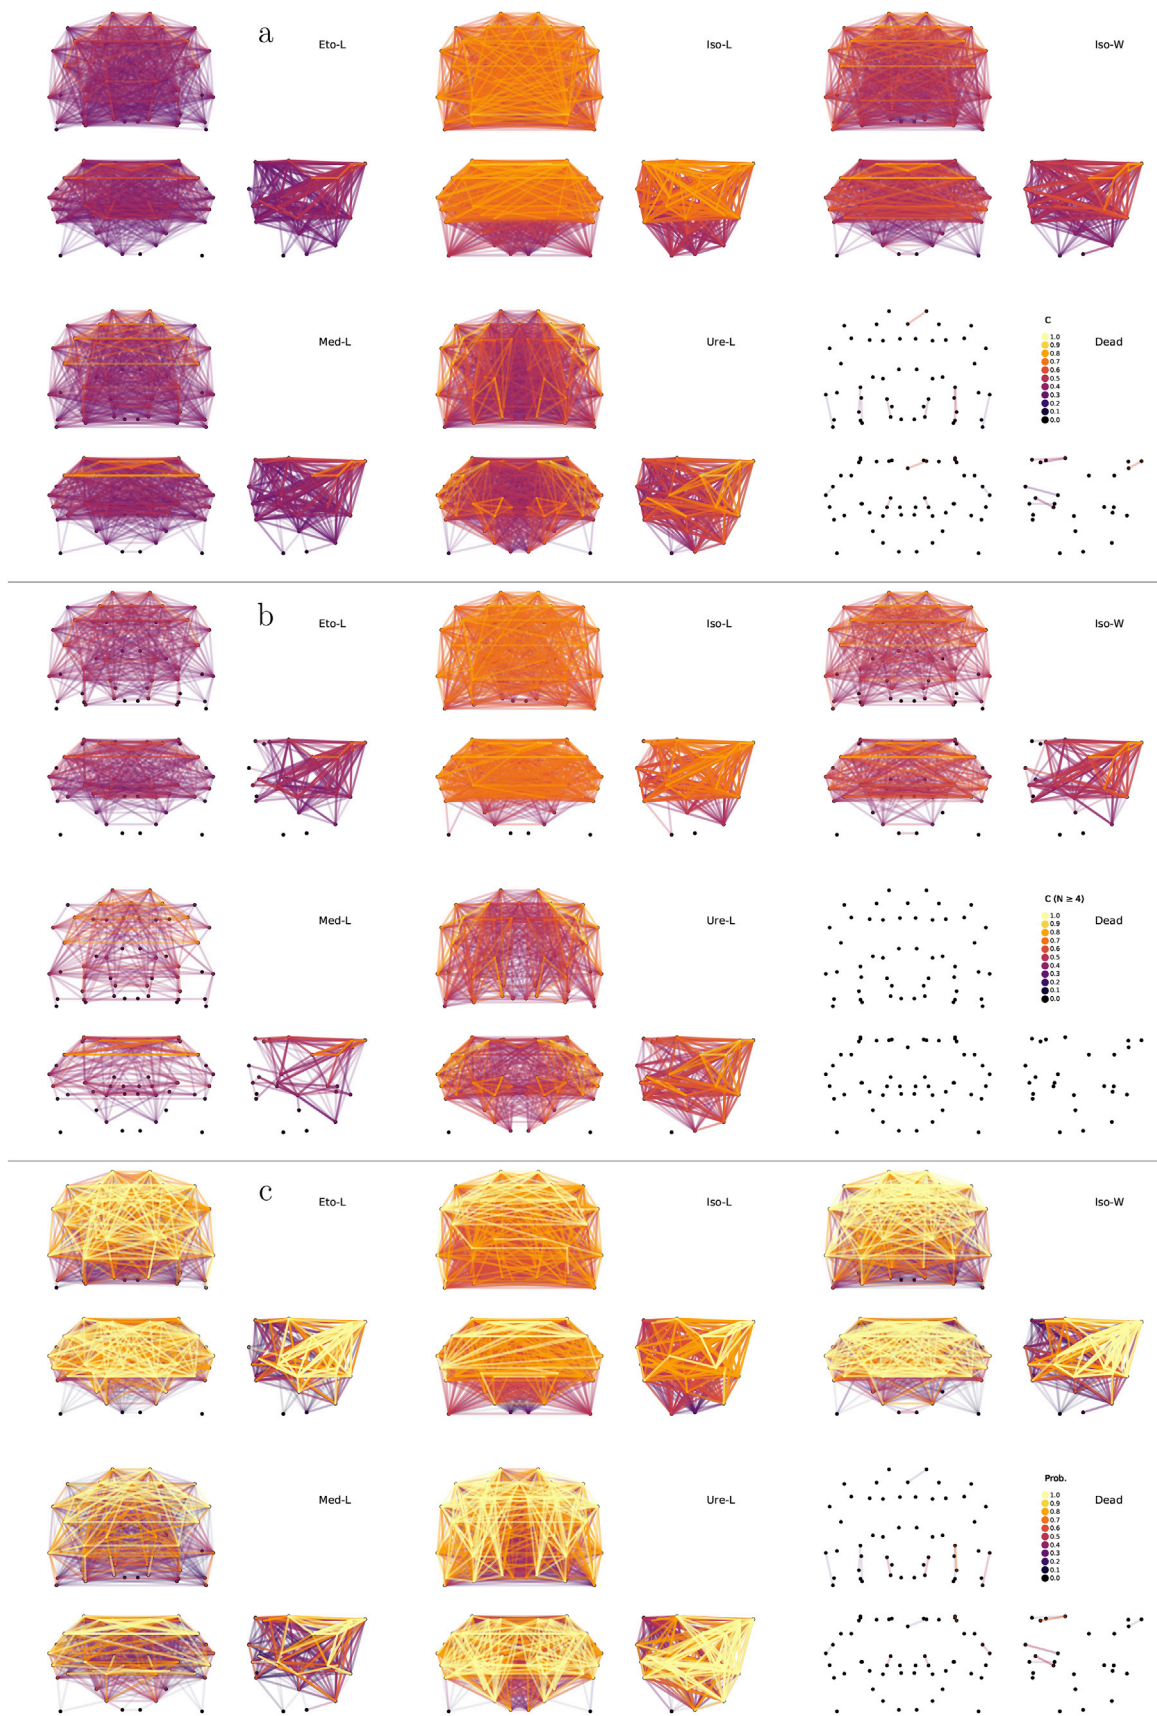 a
Eto-L
Iso-L
Iso-W
Med-L
Ure-L
C
1.0
0.9
0.8
0.7
0.6
0.5
0.4
0.3
0.2
0.1
0.0
Dead
b
Eto-L
Iso-L
Iso-W
Med-L
Ure-L
C (N ≥ 4)
1.0
0.9
0.8
0.7
0.6
0.5
0.4
0.3
0.2
0.1
0.0
Dead
c
Eto-L
Iso-L
Iso-W
Med-L
Ure-L
Prob.
1.0
0.9
0.8
0.7
0.6
0.5
0.4
0.3
0.2
0.1
0.0
Dead